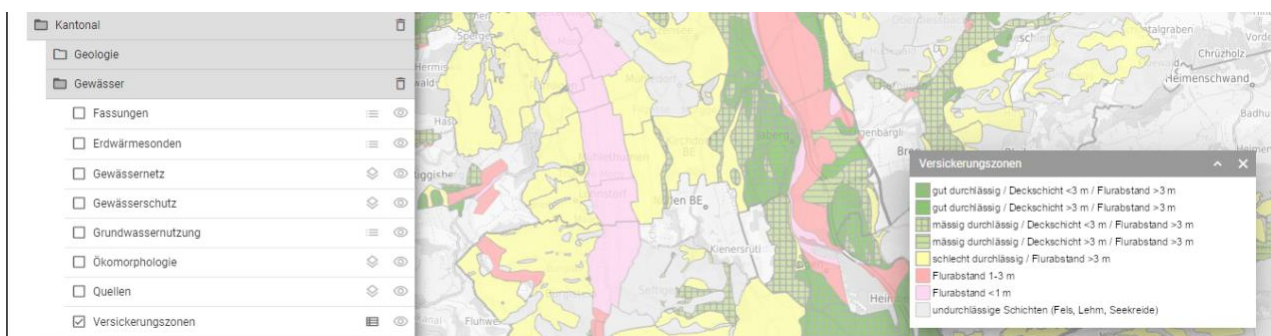 Kantonal
Geologie
Gewässer
Fassungen
Erdwärmesonden
Gewässernetz
Gewässerschutz
Grundwassernutzung
Ökomorphologie
Quellen
Versickerungszonen
Chrüzholz
Heimenschwand
Kienersrüti
Versickerungszonen
gut durchlässig / Deckschicht <3 m / Flurabstand >3 m
gut durchlässig / Deckschicht >3 m / Flurabstand >3 m
mässig durchlässig / Deckschicht <3 m / Flurabstand >3 m
mässig durchlässig / Deckschicht >3 m / Flurabstand >3 m
schlecht durchlässig / Flurabstand >3 m
Flurabstand 1-3 m
Flurabstand <1 m
undurchlässige Schichten (Fels, Lehm, Seekreide)